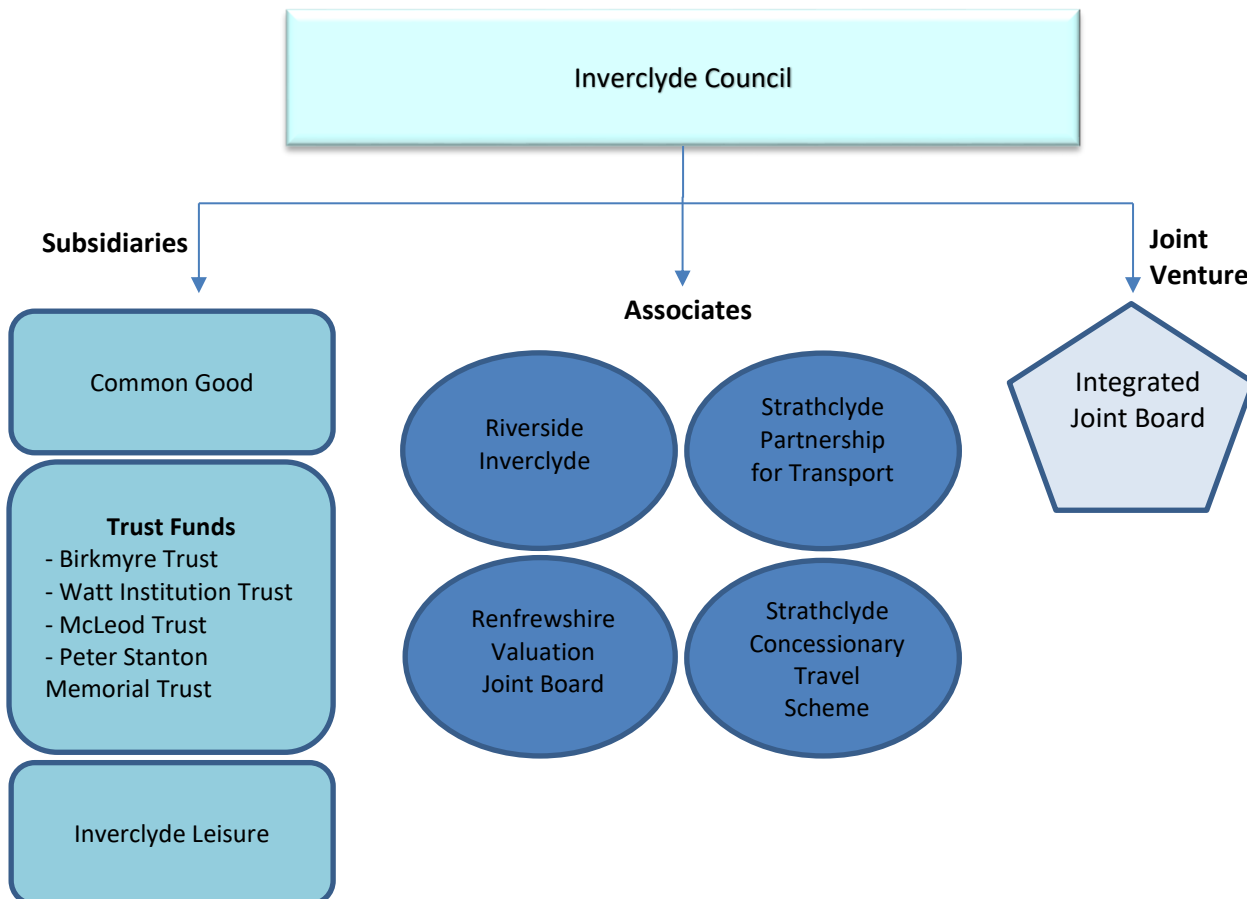 Inverclyde Council
Subsidiaries
Common Good
Trust Funds
- Birkmyre Trust
- Watt Institution Trust
- McLeod Trust
- Peter Stanton
Memorial Trust
Inverclyde Leisure
Associates
Riverside
Inverclyde
Strathclyde
Partnership
for Transport
Renfrewshire
Valuation
Joint Board
Strathclyde
Concessionary
Travel
Scheme
Joint
Venture
Integrated
Joint Board